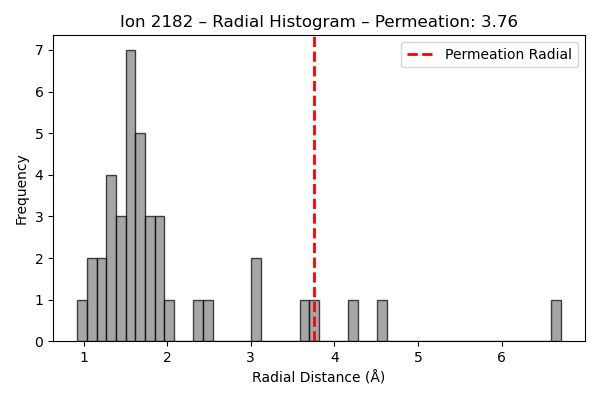 Ion 2182 – Radial Histogram – Permeation: 3.76
Permeation Radial
Frequency
7
6
5
4
3
2
1
0
1 2 3 4 5 6
Radial Distance (Å)